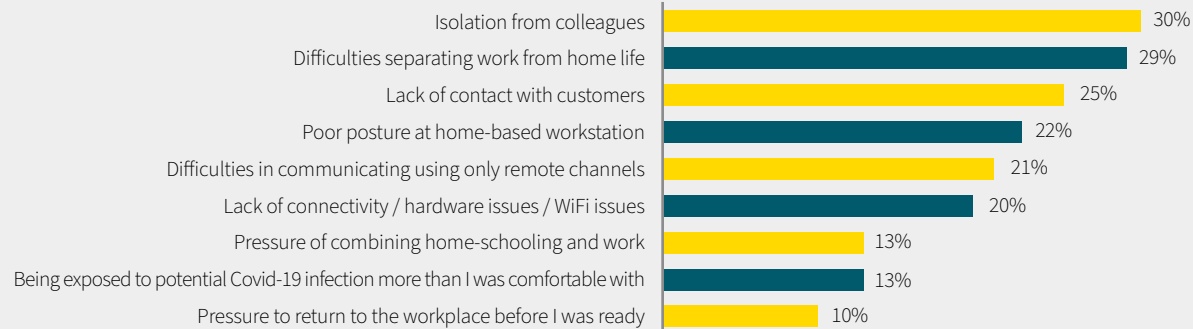 Isolation from colleagues 30%
Difficulties separating work from home life 29%
Lack of contact with customers 25%
Poor posture at home-based workstation 22%
Difficulties in communicating using only remote channels 21%
Lack of connectivity / hardware issues / WiFi issues 20%
Pressure of combining home-schooling and work 13%
Being exposed to potential Covid-19 infection more than I was comfortable with 13%
Pressure to return to the workplace before I was ready 10%